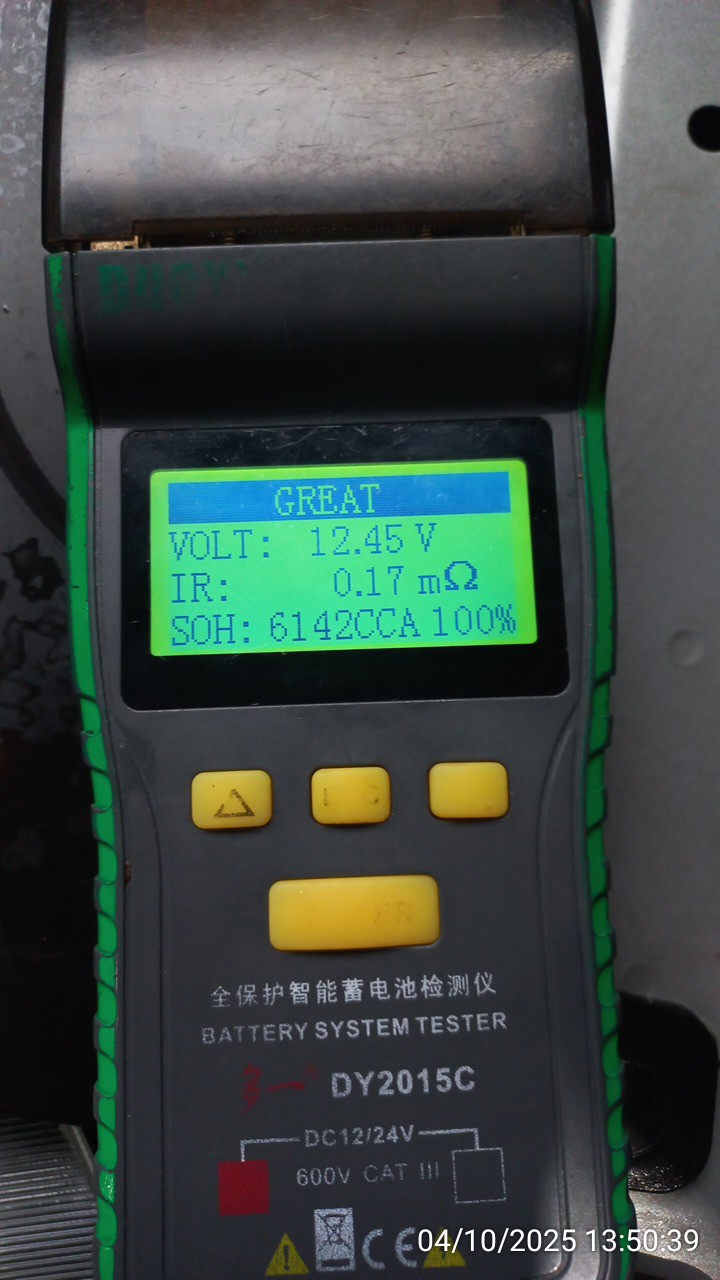 GREAT
VOLT: 12.45 V
IR: 0.17 mΩ
SOH: 6142CCA 100%
全保护智能蓄电池检测仪
BATTERY SYSTEM TESTER
DY2015C
DC12/24V
600V CAT III
CE
04/10/2025 13:50:39